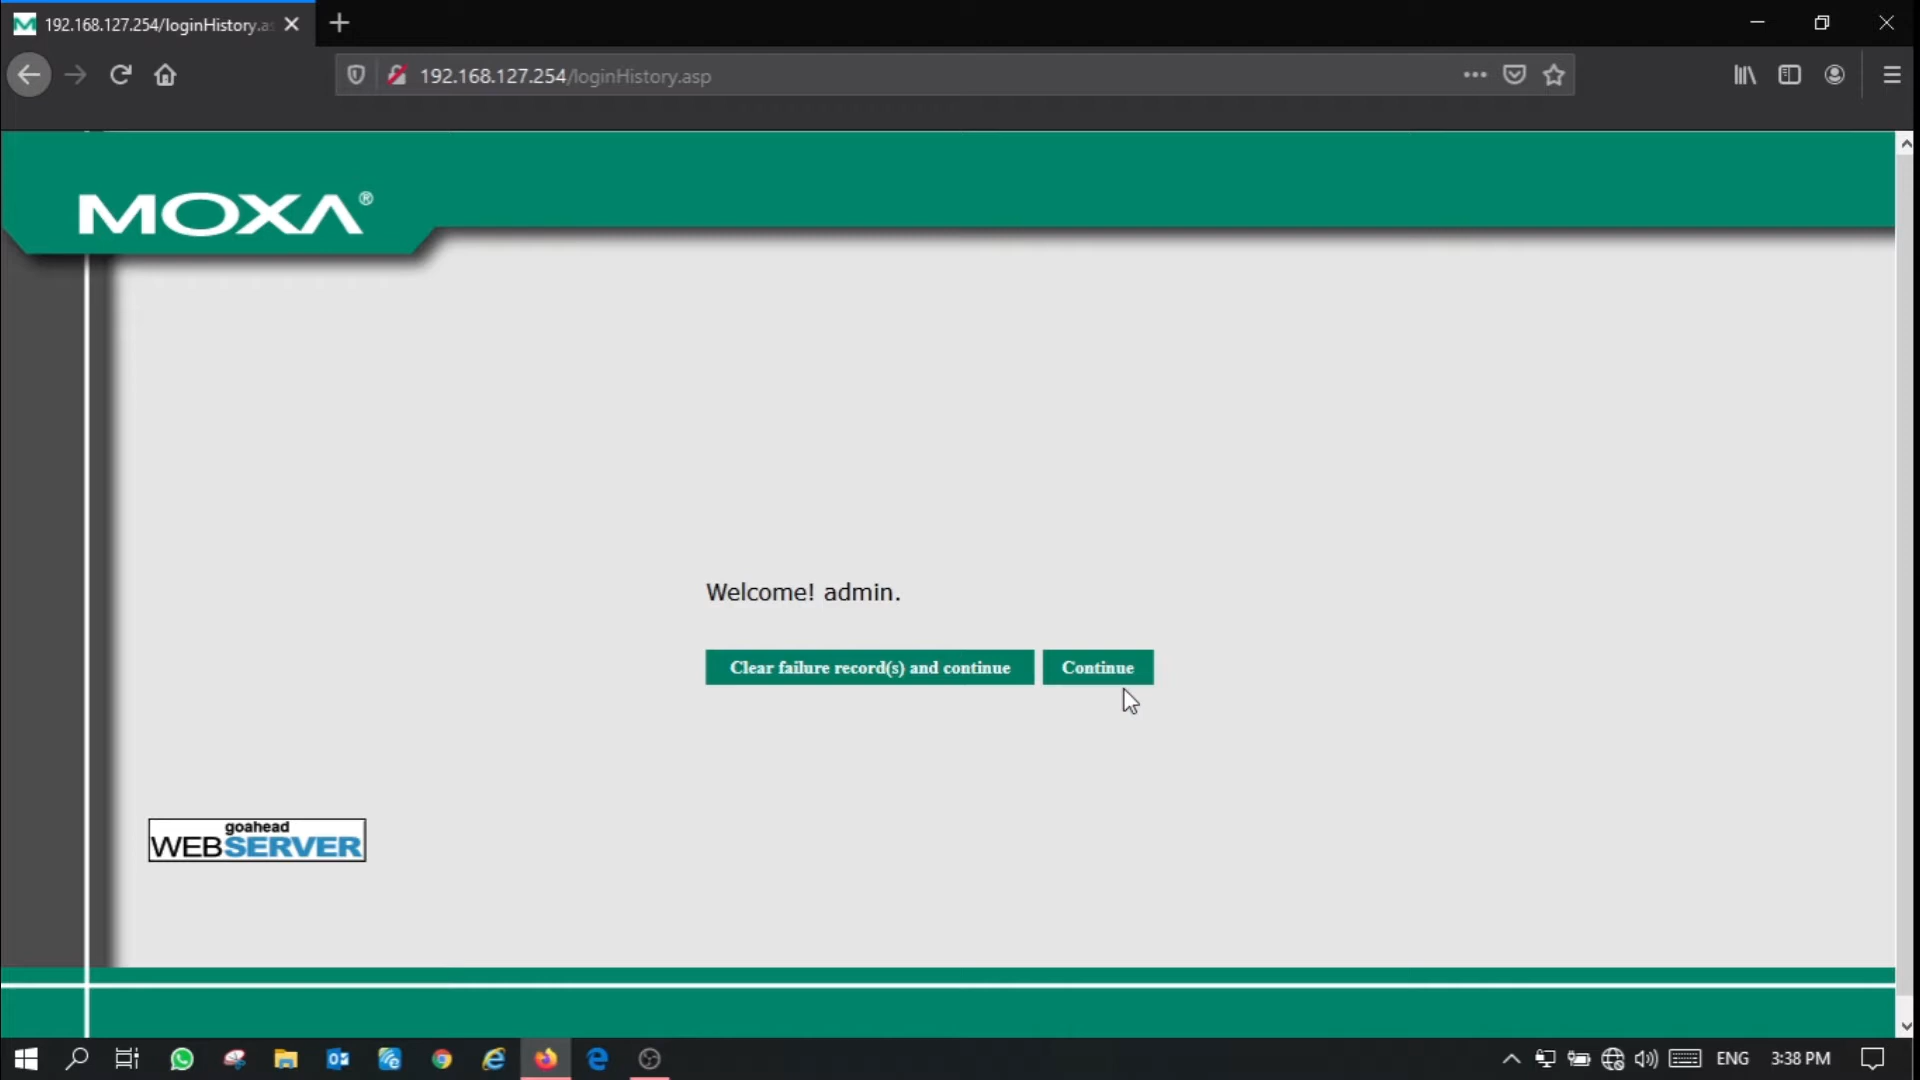 192.168.127.254/loginHistory.as
192.168.127.254/loginHistory.asp
MOXA®
Welcome! admin.
Clear failure record(s) and continue
Continue
goahead
WEBSERVER
ENG
3:38 PM